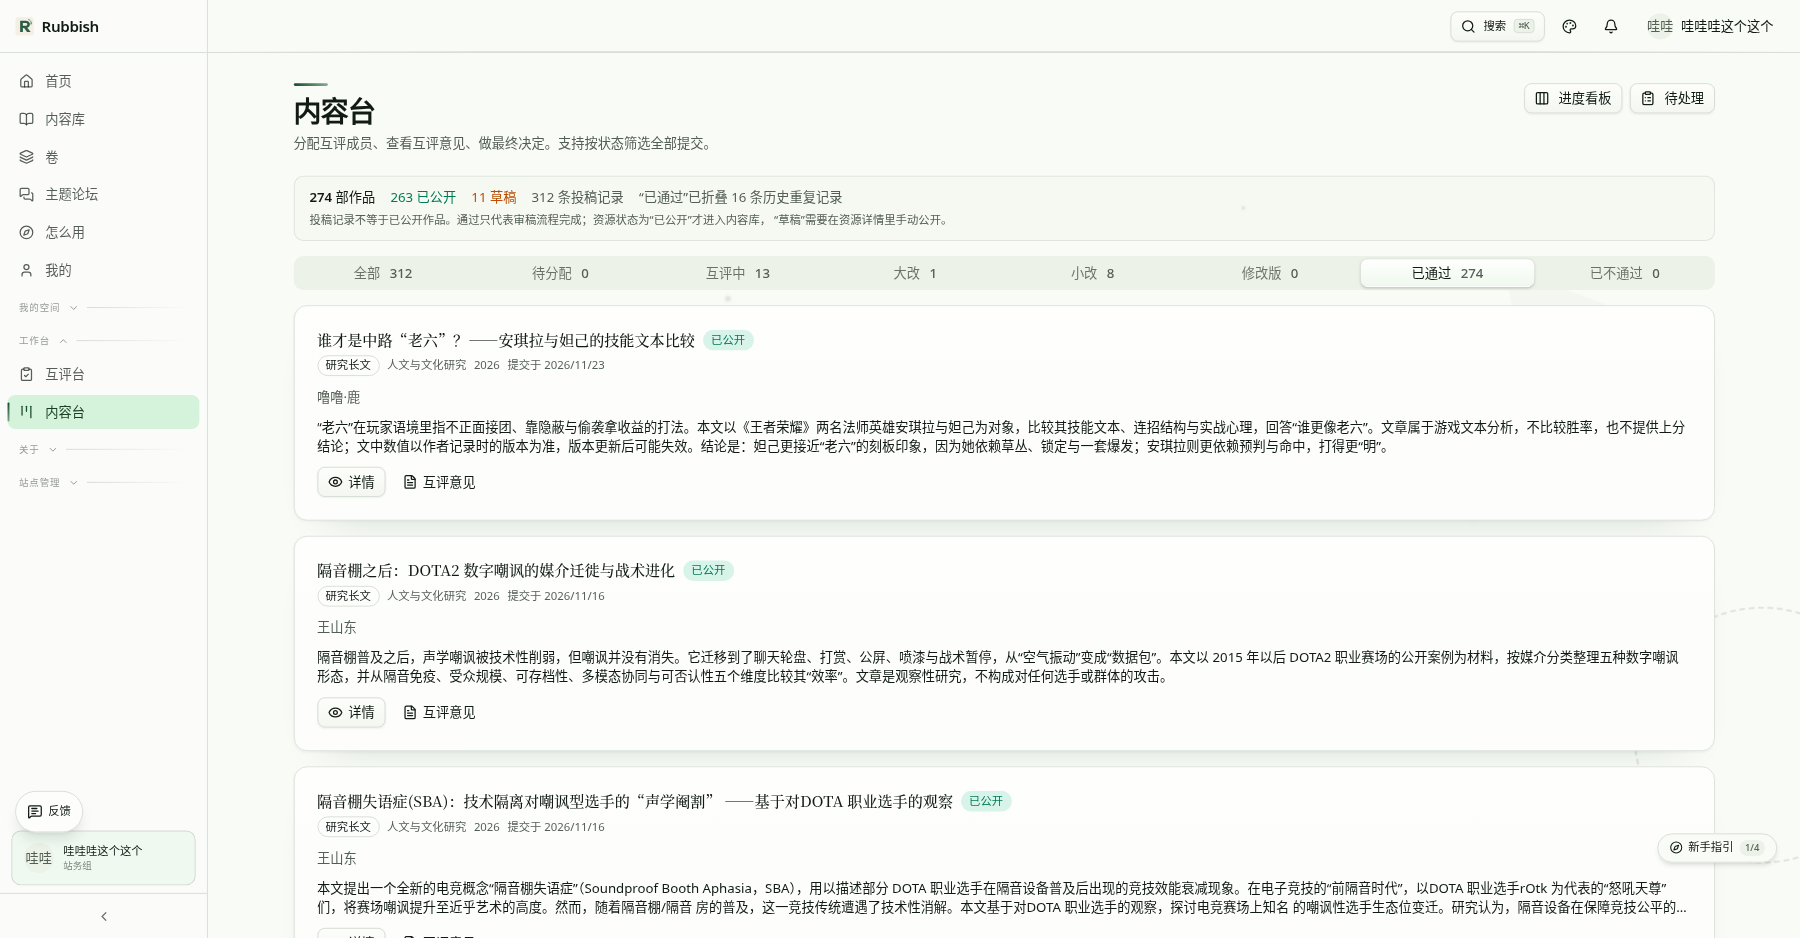 Rubbish
搜索 ⌘K
哇哇 哇哇哇这个这个
首页
内容库
卷
主题论坛
怎么用
我的
我的空间
工作台
互评台
内容台
关于
站点管理
反馈
哇哇 哇哇哇这个这个
站务组
内容台
进度看板
待处理
分配互评成员、查看互评意见、做最终决定。支持按状态筛选全部提交。
274 部作品 263 已公开 11 草稿 312 条投稿记录 “已通过”已折叠 16 条历史重复记录
投稿记录不等于已公开作品。通过只代表审稿流程完成；资源状态为“已公开”才进入内容库，“草稿”需要在资源详情里手动公开。
全部 312 待分配 0 互评中 13 大改 1 小改 8 修改版 0 已通过 274 已不通过 0
谁才是中路“老六”？——安琪拉与妲己的技能文本比较 已公开
研究长文 人文与文化研究 2026 提交于 2026/11/23
噜噜·鹿
“老六”在玩家语境里指不正面接团、靠隐蔽与偷袭拿收益的打法。本文以《王者荣耀》两名法师英雄安琪拉与妲己为对象，比较其技能文本、连招结构与实战心理，回答“谁更像老六”。文章属于游戏文本分析，不比较胜率，也不提供上分
结论；文中数值以作者记录时的版本为准，版本更新后可能失效。结论是：妲己更接近“老六”的刻板印象，因为她依赖草丛、锁定与一套爆发；安琪拉则更依赖预判与命中，打得更“明”。
详情 互评意见
隔音棚之后：DOTA2 数字嘲讽的媒介迁徙与战术进化 已公开
研究长文 人文与文化研究 2026 提交于 2026/11/16
王山东
隔音棚普及之后，声学嘲讽被技术性削弱，但嘲讽并没有消失。它迁移到了聊天轮盘、打赏、公屏、喷漆与战术暂停，从“空气振动”变成“数据包”。本文以 2015 年以后 DOTA2 职业赛场的公开案例为材料，按媒介分类整理五种数字嘲讽
形态，并从隔音免疫、受众规模、可存档性、多模态协同与可否认性五个维度比较其“效率”。文章是观察性研究，不构成对任何选手或群体的攻击。
详情 互评意见
隔音棚失语症(SBA)：技术隔离对嘲讽型选手的“声学阉割” ——基于对DOTA 职业选手的观察 已公开
研究长文 人文与文化研究 2026 提交于 2026/11/16
王山东
本文提出一个全新的电竞概念“隔音棚失语症”（Soundproof Booth Aphasia，SBA），用以描述部分 DOTA 职业选手在隔音设备普及后出现的竞技效能衰减现象。在电子竞技的“前隔音时代”，以DOTA 职业选手rOtk 为代表的“怒吼天尊”
们，将赛场嘲讽提升至近乎艺术的高度。然而，随着隔音棚/隔音 房的普及，这一竞技传统遭遇了技术性消解。本文基于对DOTA 职业选手的观察，探讨电竞赛场上知名 的嘲讽性选手生态位变迁。研究认为，隔音设备在保障竞技公平的...
新手指引 1/4